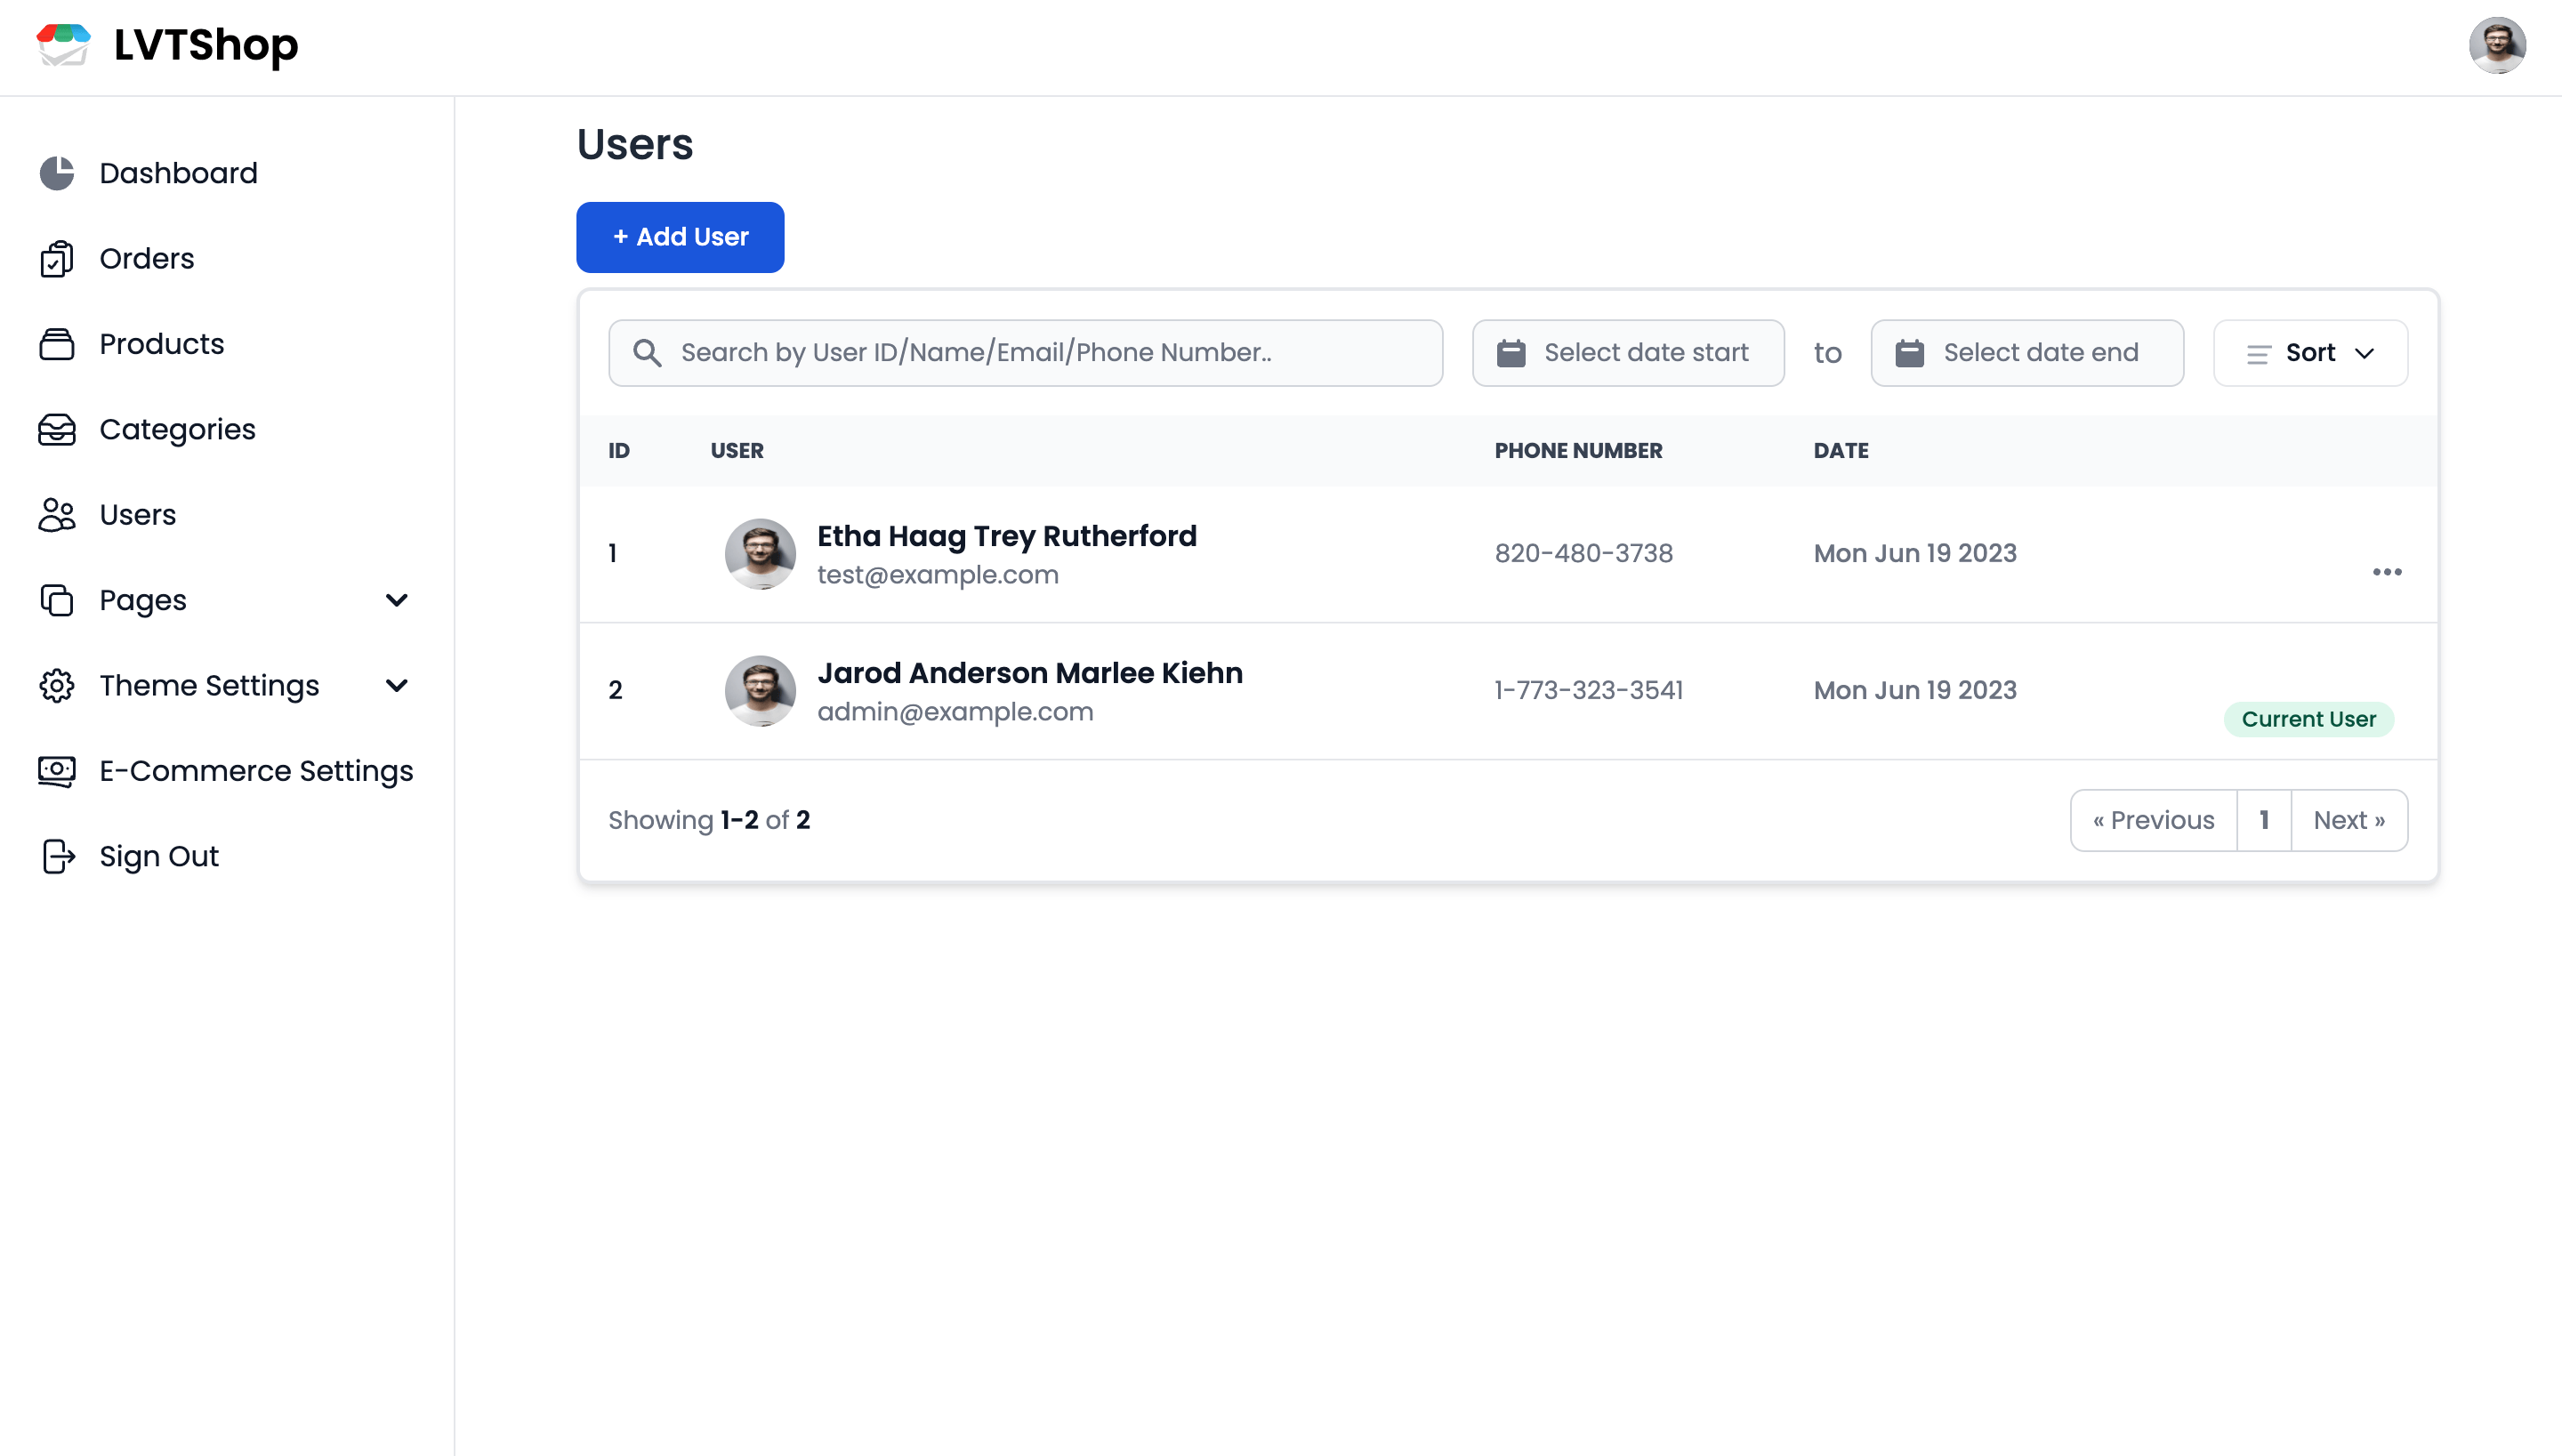 LVTShop
Dashboard
Orders
Products
Categories
Users
Pages
Theme Settings
E-Commerce Settings
Sign Out
Users
+ Add User
Search by User ID/Name/Email/Phone Number..
Select date start
to
Select date end
Sort
ID USER PHONE NUMBER DATE
1 Etha Haag Trey Rutherford 820-480-3738 Mon Jun 19 2023
test@example.com
2 Jarod Anderson Marlee Kiehn 1-773-323-3541 Mon Jun 19 2023
admin@example.com
Current User
Showing 1-2 of 2
« Previous 1 Next »